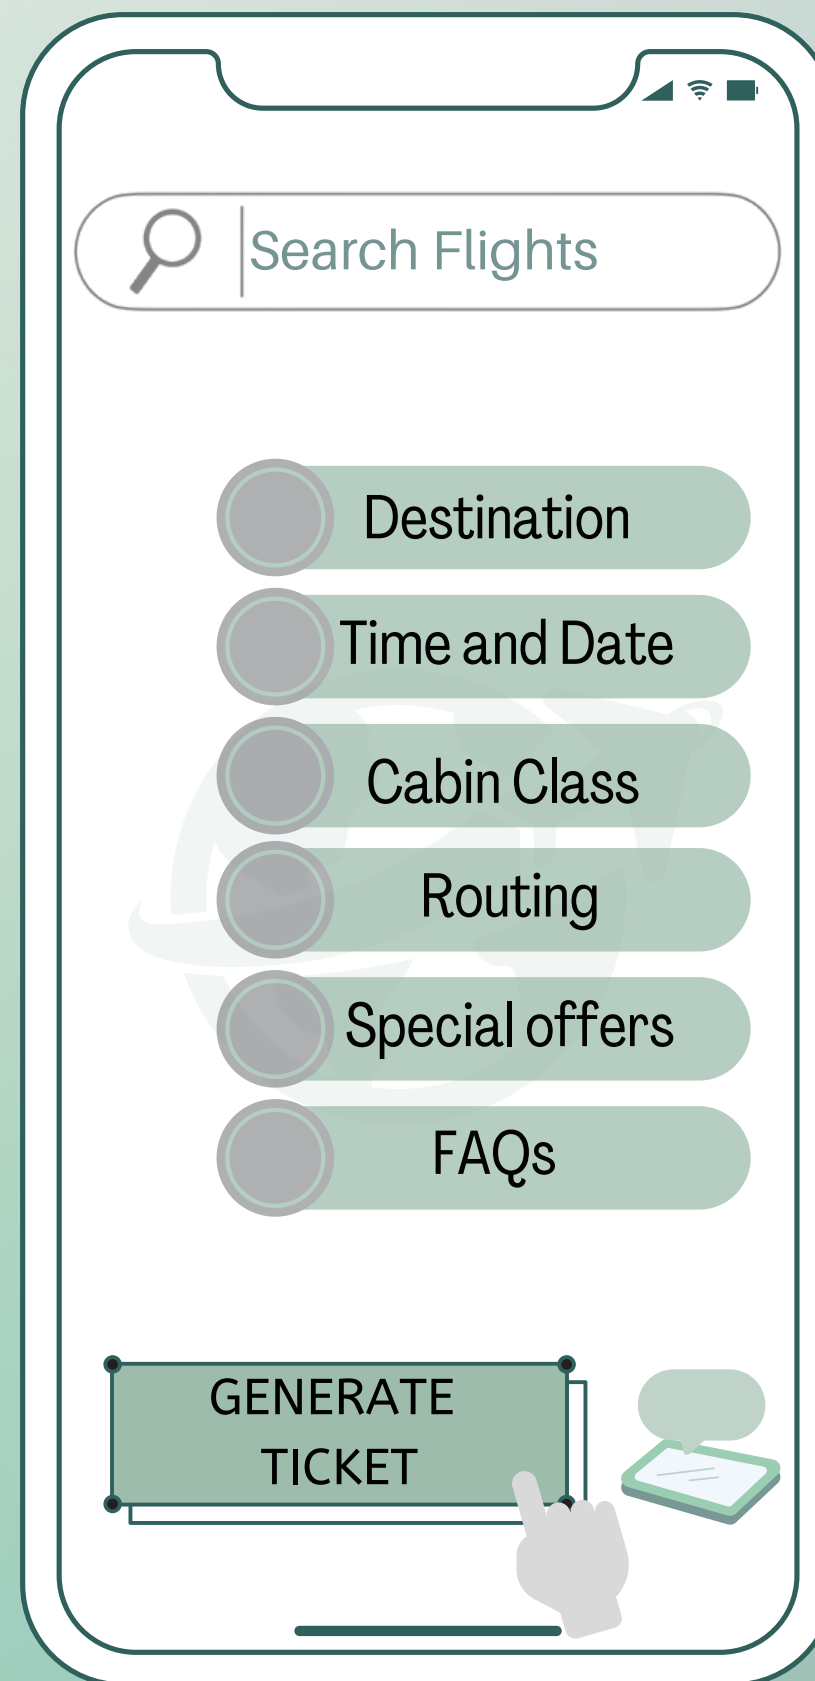 Search Flights
Destination
Time and Date
Cabin Class
Routing
Special offers
FAQs
GENERATE
TICKET